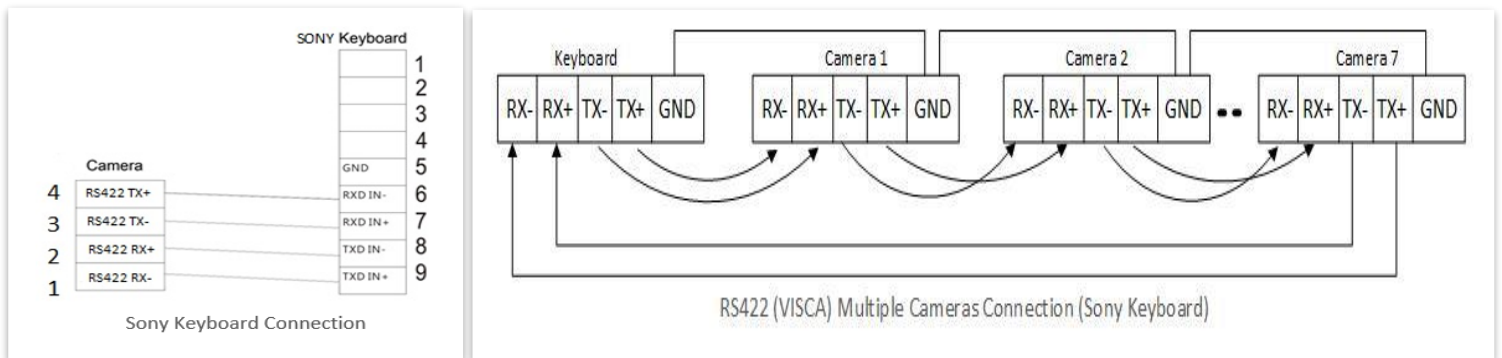 SONY Keyboard
1
2
3
4
GND 5
RXD IN- 6
RXD IN+ 7
TXD IN- 8
TXD IN+ 9
Camera
4 RS422 TX+
3 RS422 TX-
2 RS422 RX+
1 RS422 RX-
Sony Keyboard Connection
Keyboard Camera 1 Camera 2 Camera 7
RX- RX+ TX- TX+ GND RX- RX+ TX- TX+ GND RX- RX+ TX- TX+ GND RX- RX+ TX- TX+ GND
RS422 (VISCA) Multiple Cameras Connection (Sony Keyboard)